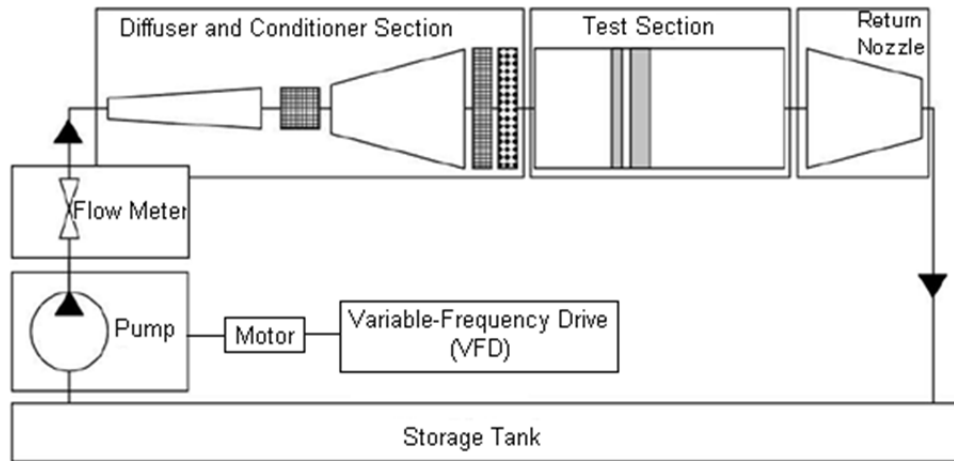 Diffuser and Conditioner Section
Test Section
Return
Nozzle
Flow Meter
Pump
Motor
Variable-Frequency Drive
(VFD)
Storage Tank